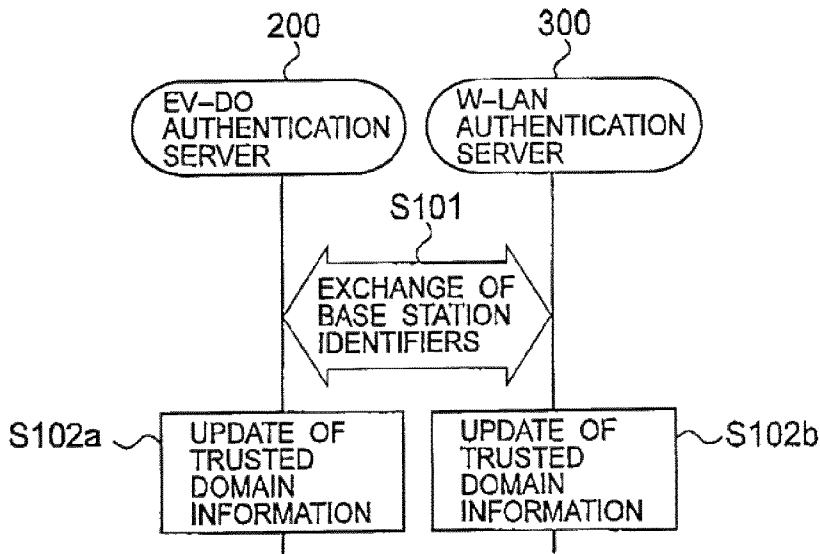 200
300
EV-DO
AUTHENTICATION
SERVER
W-LAN
AUTHENTICATION
SERVER
S101
EXCHANGE OF
BASE STATION
IDENTIFIERS
S102a
UPDATE OF
TRUSTED
DOMAIN
INFORMATION
UPDATE OF
TRUSTED
DOMAIN
INFORMATION
S102b